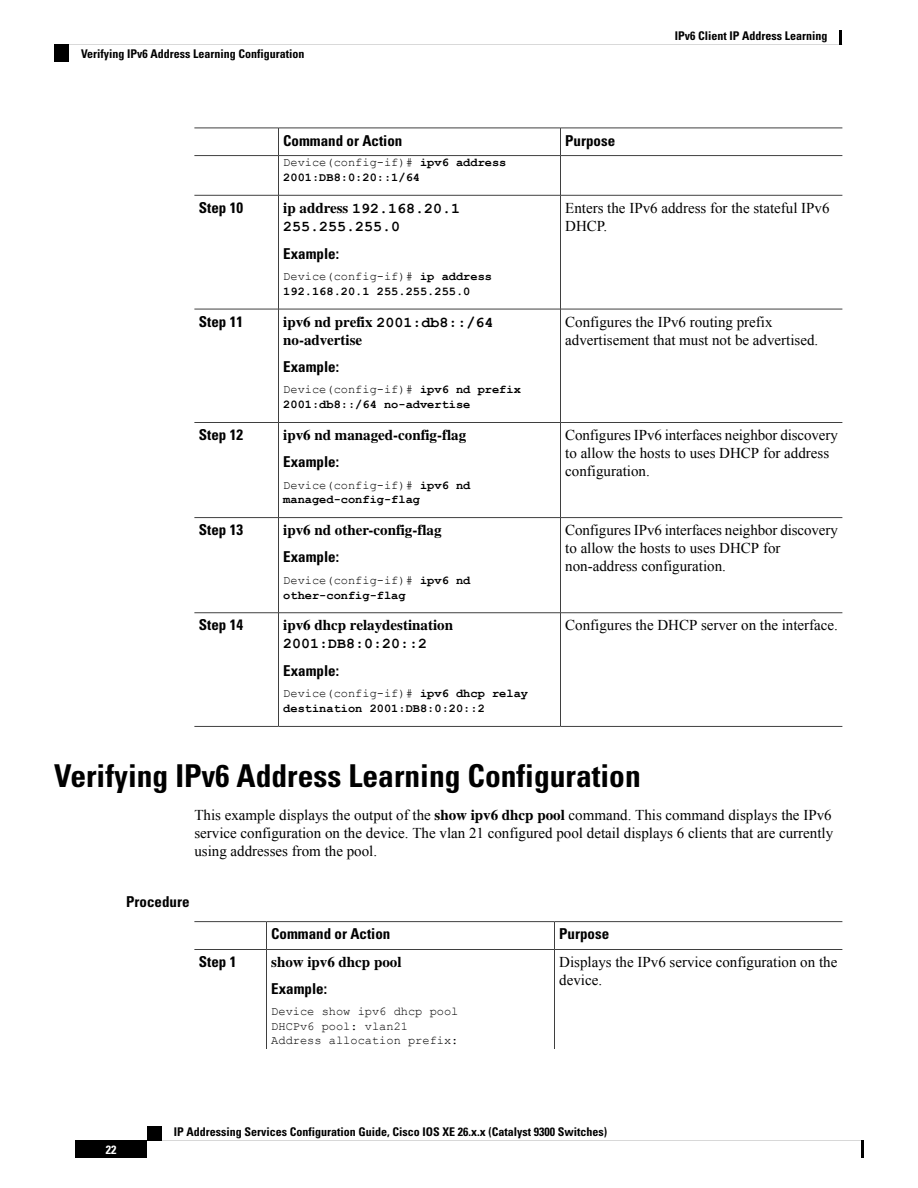 IPv6 Client IP Address Learning
Verifying IPv6 Address Learning Configuration
Command or Action
Purpose
Device(config-if)# ipv6 address
2001:DB8:0:20::1/64
Step 10
ip address 192.168.20.1
255.255.255.0
Example:
Device(config-if)# ip address
192.168.20.1 255.255.255.0
Enters the IPv6 address for the stateful IPv6
DHCP.
Step 11
ipv6 nd prefix 2001:db8::/64
no-advertise
Example:
Device(config-if)# ipv6 nd prefix
2001:db8::/64 no-advertise
Configures the IPv6 routing prefix
advertisement that must not be advertised.
Step 12
ipv6 nd managed-config-flag
Example:
Device(config-if)# ipv6 nd
managed-config-flag
Configures IPv6 interfaces neighbor discovery
to allow the hosts to uses DHCP for address
configuration.
Step 13
ipv6 nd other-config-flag
Example:
Device(config-if)# ipv6 nd
other-config-flag
Configures IPv6 interfaces neighbor discovery
to allow the hosts to uses DHCP for
non-address configuration.
Step 14
ipv6 dhcp relaydestination
2001:DB8:0:20::2
Example:
Device(config-if)# ipv6 dhcp relay
destination 2001:DB8:0:20::2
Configures the DHCP server on the interface.
Verifying IPv6 Address Learning Configuration
This example displays the output of the show ipv6 dhcp pool command. This command displays the IPv6
service configuration on the device. The vlan 21 configured pool detail displays 6 clients that are currently
using addresses from the pool.
Procedure
Command or Action
Purpose
Step 1
show ipv6 dhcp pool
Example:
Device show ipv6 dhcp pool
DHCPv6 pool: vlan21
Address allocation prefix:
Displays the IPv6 service configuration on the
device.
IP Addressing Services Configuration Guide, Cisco IOS XE 26.x.x (Catalyst 9300 Switches)
22